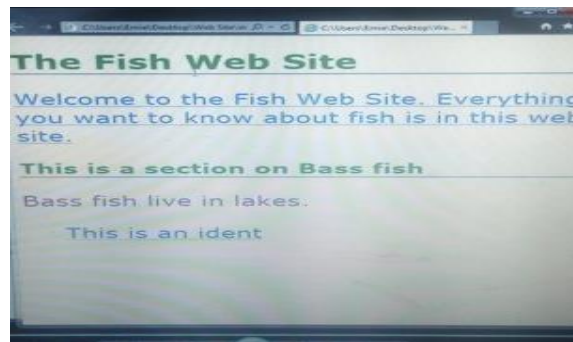 The Fish Web Site
Welcome to the Fish Web Site. Everything
you want to know about fish is in this web
site.
This is a section on Bass fish
Bass fish live in lakes.
This is an ident